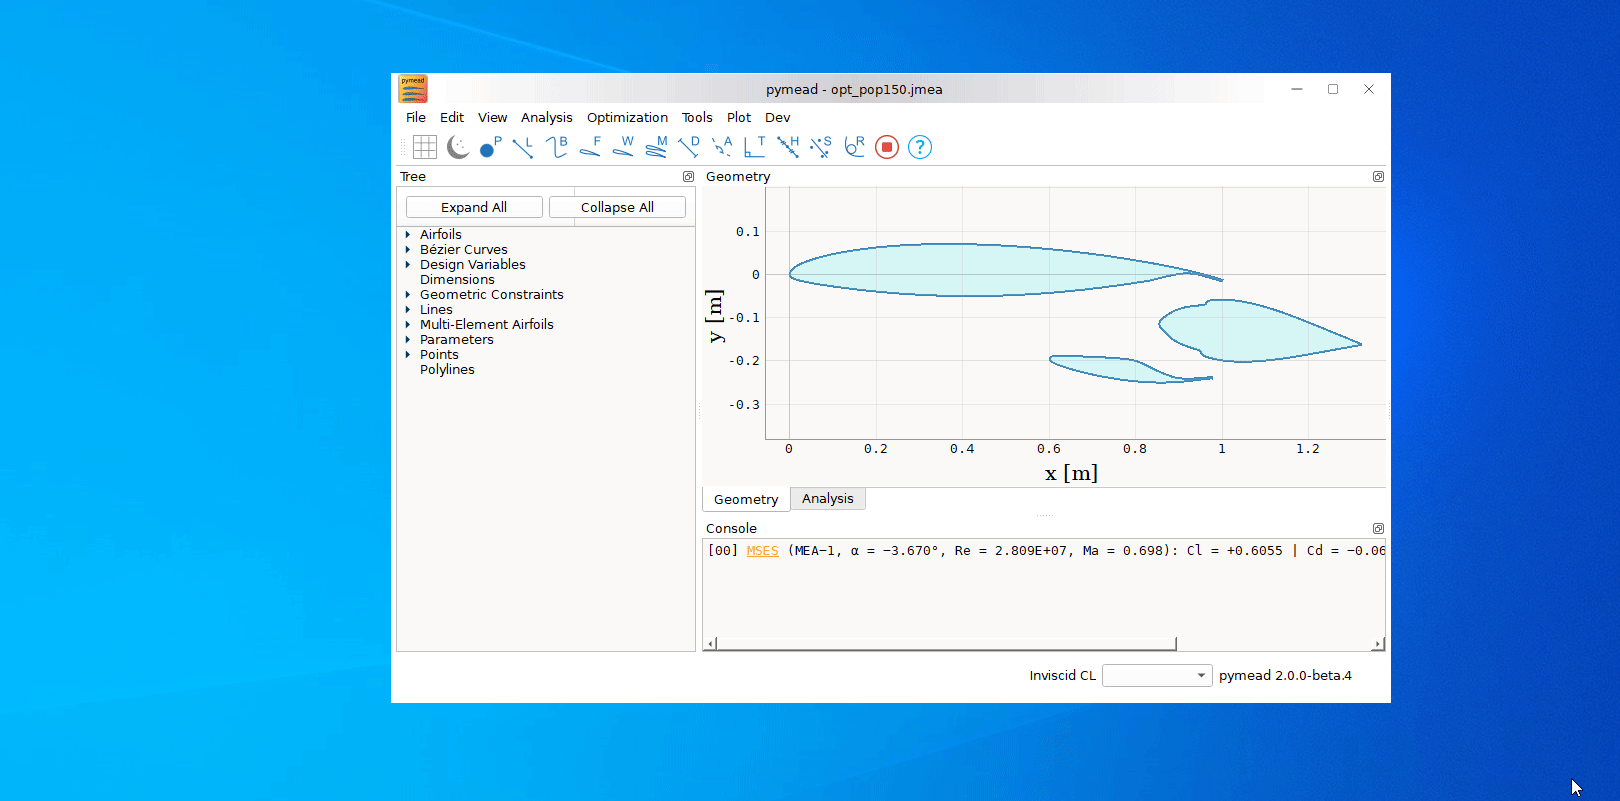 pymead
pymead - opt_pop150.jmea
File Edit View Analysis Optimization Tools Plot Dev
P L B F W M D A T H S R ?
Tree
Expand All Collapse All
Airfoils
Bézier Curves
Design Variables
Dimensions
Geometric Constraints
Lines
Multi-Element Airfoils
Parameters
Points
Polylines
Geometry
0.1
0
-0.1
-0.2
-0.3
y [m]
0 0.2 0.4 0.6 0.8 1 1.2
x [m]
Geometry Analysis
Console
[00] MSES (MEA−1, α = −3.670°, Re = 2.809E+07, Ma = 0.698): Cl = +0.6055 | Cd = −0.06
Inviscid CL pymead 2.0.0-beta.4